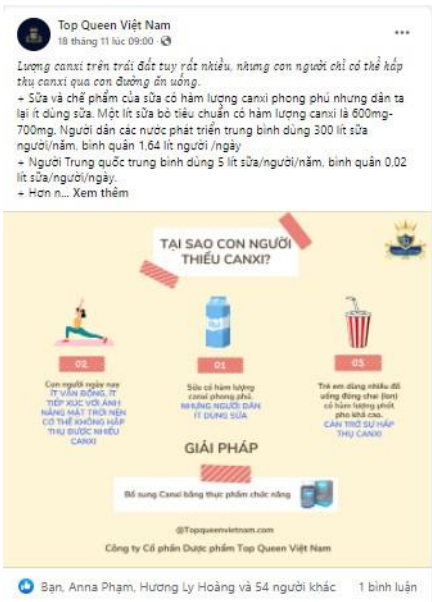 Top Queen Việt Nam
18 tháng 11 lúc 09:00 ·
Lượng canxi trên trái đất tuy rất nhiều, nhưng con người chỉ có thể hấp
thụ canxi qua con đường ăn uống.
+ Sữa và chế phẩm của sữa có hàm lượng canxi phong phú nhưng dân ta
lại ít dùng sữa. Một lít sữa bò tiêu chuẩn có hàm lượng canxi là 600mg-
700mg. Người dân các nước phát triển trung bình dùng 300 lít sữa
người/năm, bình quân 1,64 lít người /ngày
+ Người Trung quốc trung bình dùng 5 lít sữa/người/năm, bình quân 0,02
lít sữa/người/ngày.
+ Hơn n... Xem thêm
TẠI SAO CON NGƯỜI
THIẾU CANXI?
02
Con người ngày nay
ÍT VẬN ĐỘNG, ÍT
TIẾP XÚC VỚI ÁNH
NẮNG MẶT TRỜI NÊN
CÓ THỂ KHÔNG HẤP
THỤ ĐƯỢC NHIỀU
CANXI
01
Sữa có hàm lượng
canxi phong phú.
NHƯNG NGƯỜI DÂN
ÍT DÙNG SỮA
03
Trẻ em dùng nhiều đồ
uống đóng chai (lon)
có hàm lượng phốt
pho khá cao.
CẢN TRỞ SỰ HẤP
THỤ CANXI
GIẢI PHÁP
Bổ sung Canxi bằng thực phẩm chức năng
@Topqueenvietnam.com
Công ty Cổ phần Dược phẩm Top Queen Việt Nam
Bạn, Anna Phạm, Hương Ly Hoàng và 54 người khác
1 bình luận